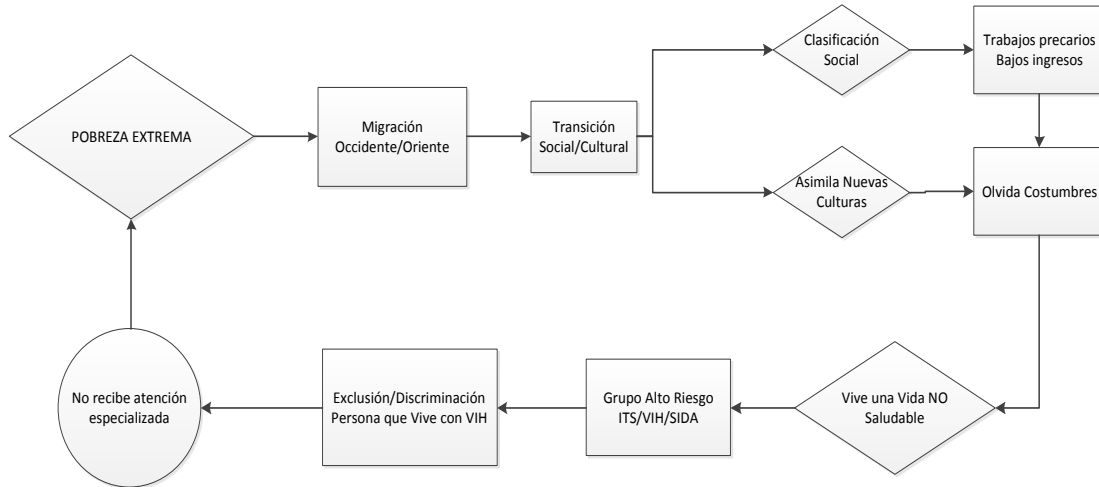 Clasificación
Social
Trabajos precarios
Bajos ingresos
POBREZA EXTREMA
Migración
Occidente/Oriente
Transición
Social/Cultural
Asimila Nuevas
Culturas
Olvida Costumbres
No recibe atención
especializada
Exclusión/Discriminación
Persona que Vive con VIH
Grupo Alto Riesgo
ITS/VIH/SIDA
Vive una Vida NO
Saludable